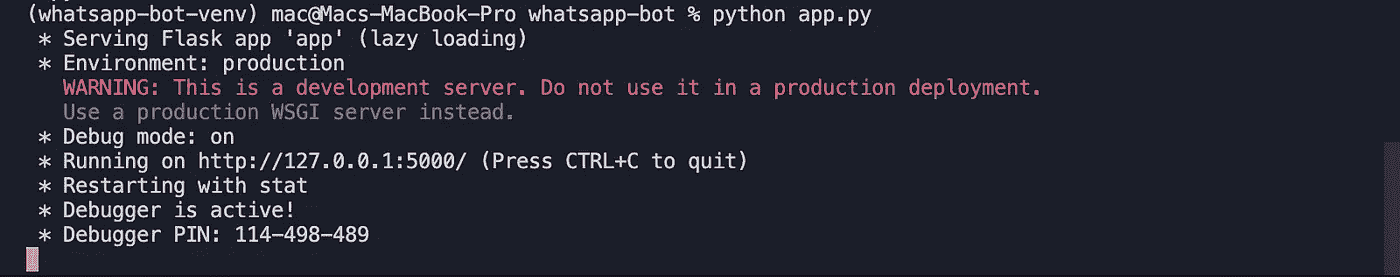 (whatsapp-bot-venv) mac@Macs-MacBook-Pro whatsapp-bot % python app.py
* Serving Flask app 'app' (lazy loading)
* Environment: production
WARNING: This is a development server. Do not use it in a production deployment.
Use a production WSGI server instead.
* Debug mode: on
* Running on http://127.0.0.1:5000/ (Press CTRL+C to quit)
* Restarting with stat
* Debugger is active!
* Debugger PIN: 114-498-489